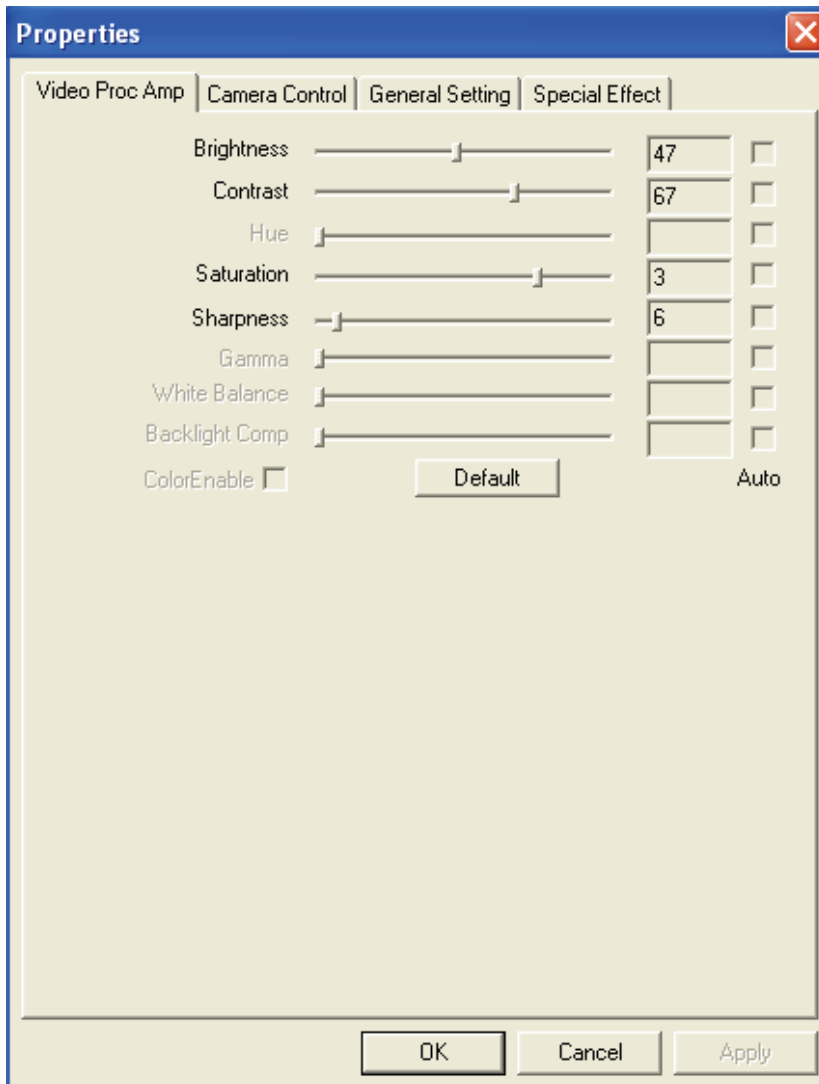 Properties
Video Proc Amp Camera Control General Setting Special Effect
Brightness 47
Contrast 67
Hue
Saturation 3
Sharpness 6
Gamma
White Balance
Backlight Comp
ColorEnable Default Auto
OK Cancel Apply